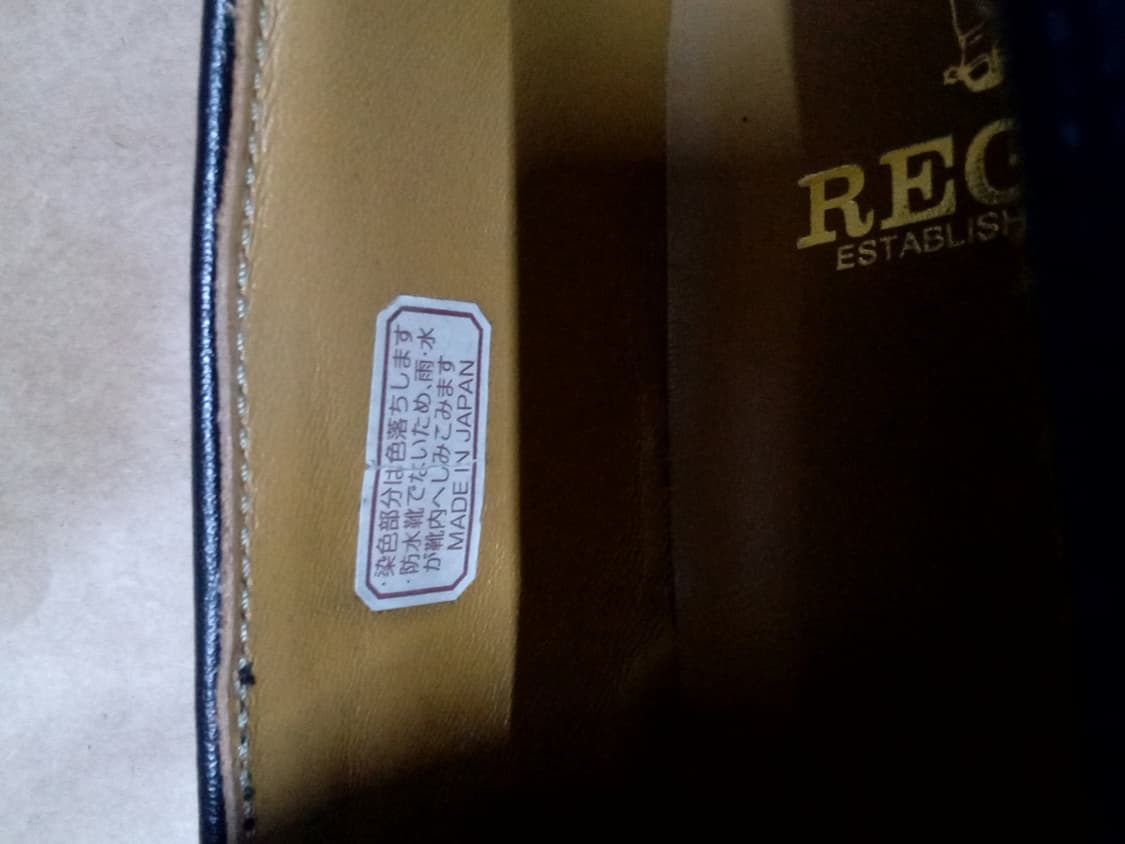 ・染色部分は色落ちします
・防水靴でないため、雨・水
が靴内へしみこみます
MADE IN JAPAN
REG
ESTABLISH